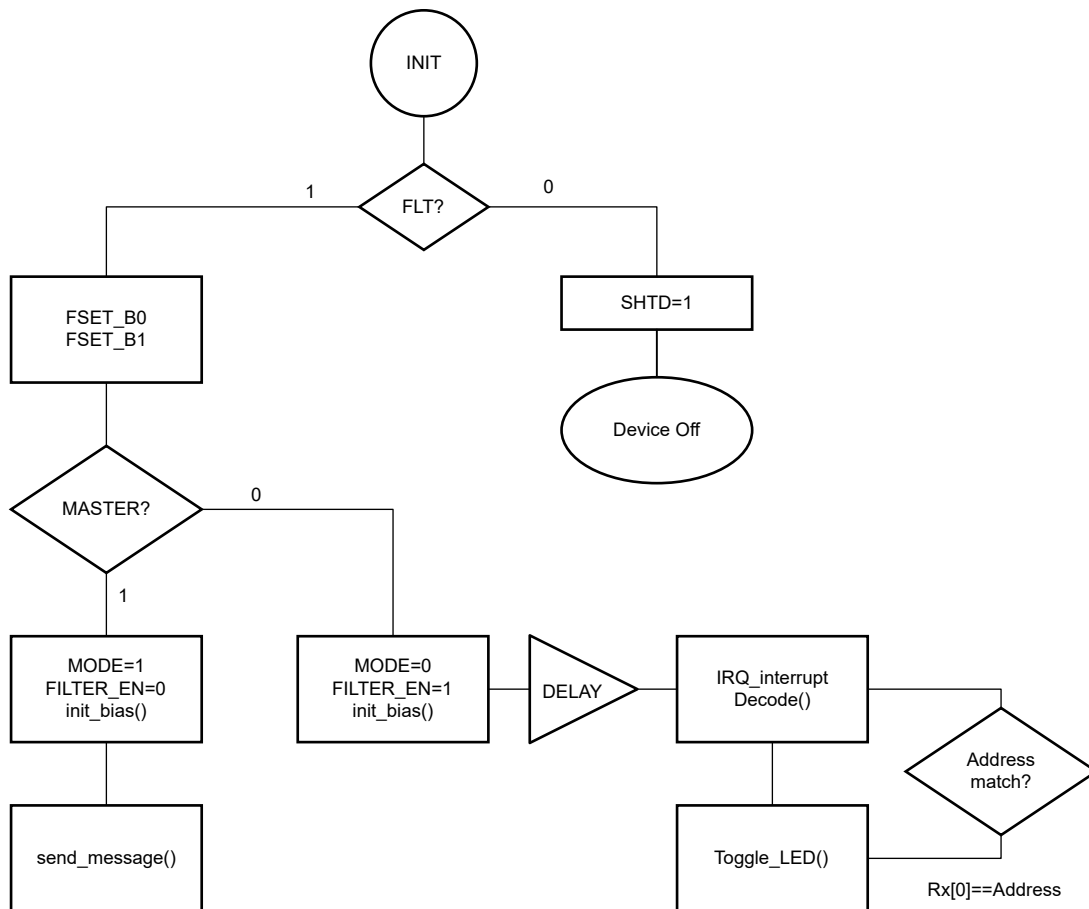 INIT
FLT?
1
0
FSET_B0
FSET_B1
SHTD=1
Device Off
MASTER?
0
1
MODE=1
FILTER_EN=0
init_bias()
MODE=0
FILTER_EN=1
init_bias()
DELAY
IRQ_interrupt
Decode()
Address
match?
send_message()
Toggle_LED()
Rx[0]==Address